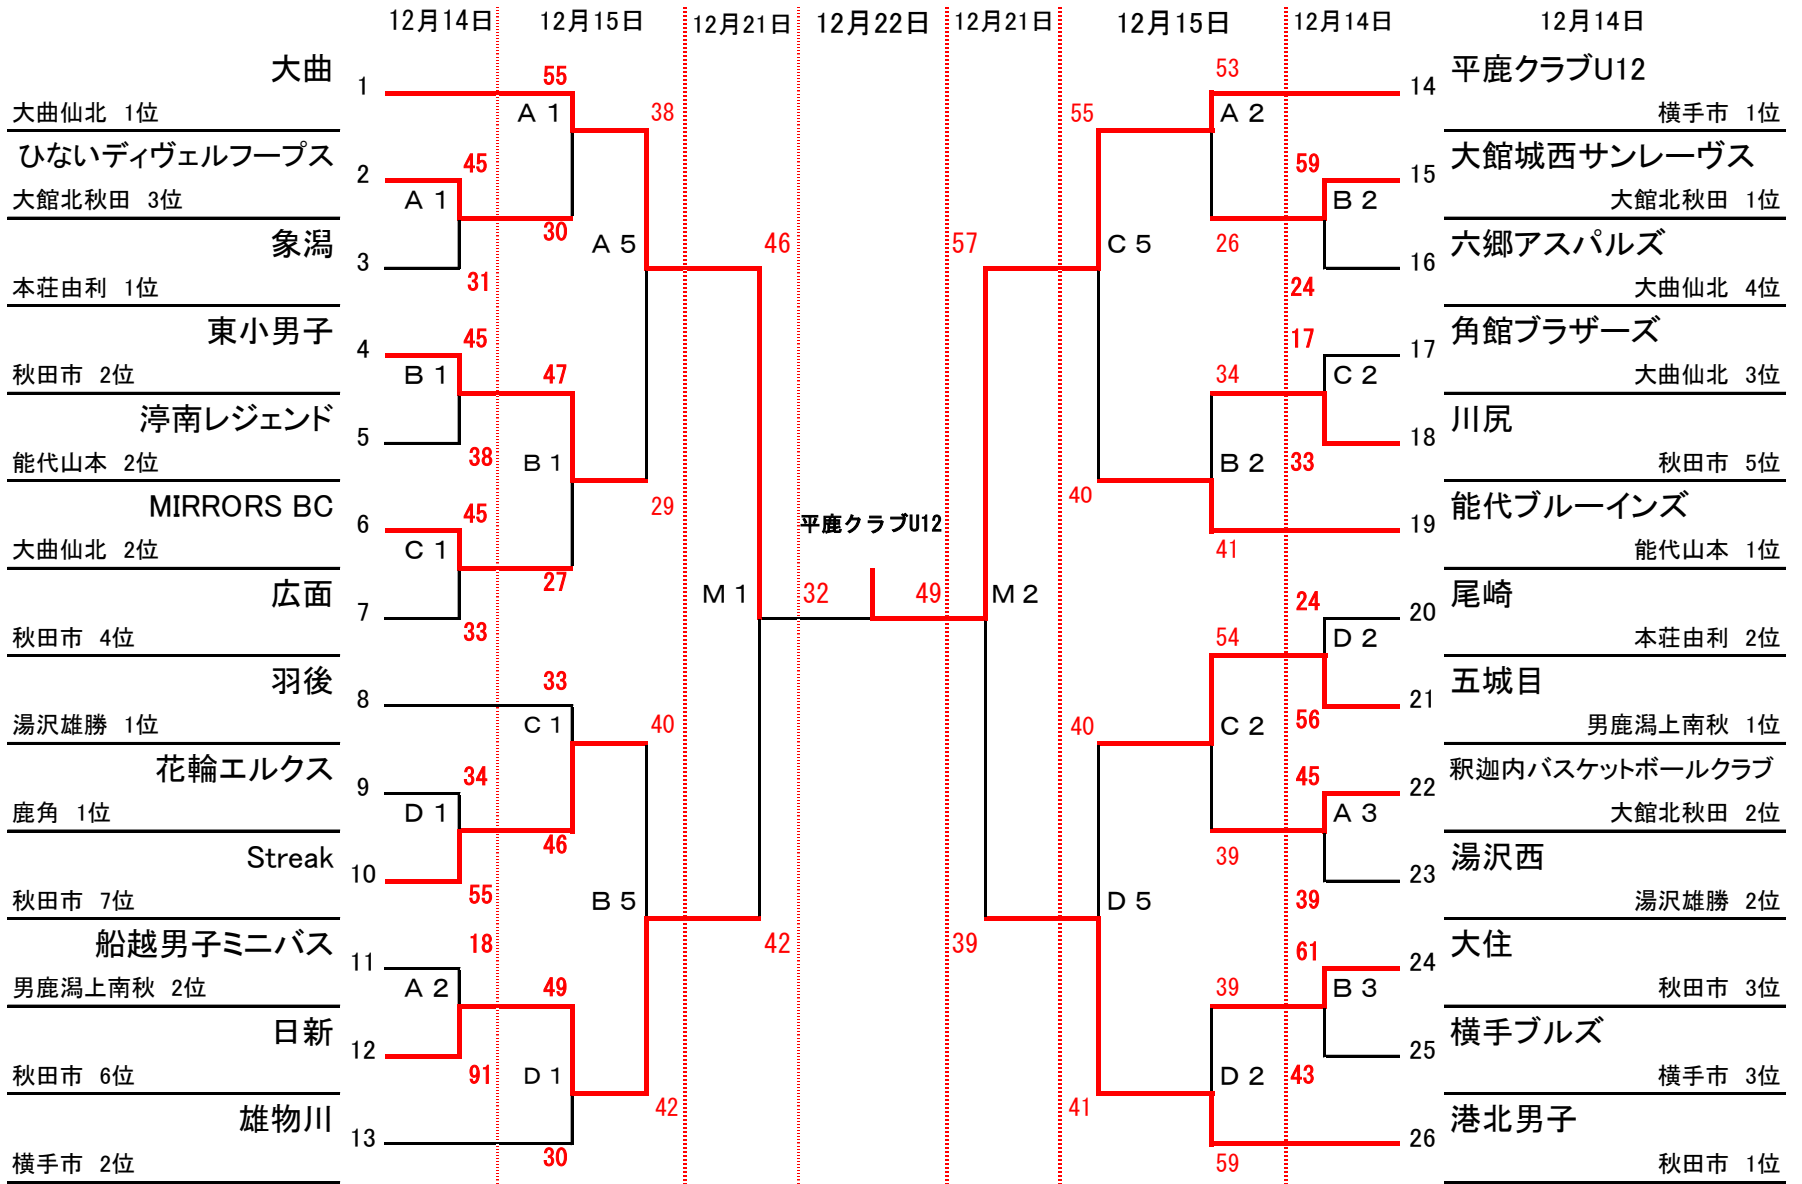 12月14日 12月15日 12月21日 12月22日 12月21日 12月15日 12月14日 12月14日
大曲 1 55 38
大曲仙北 1位 A 1
ひないディヴェルフープス 2 45
大館北秋田 3位 A 1 30 A 5 46
象潟 3 31
本荘由利 1位
東小男子 4 45 47
秋田市 2位 B 1
渟南レジェンド 5 38 B 1 29
能代山本 2位
MIRRORS BC 6 45
大曲仙北 2位 C 1 27
広面 7 33 M 1 32
秋田市 4位
羽後 8 33 40
湯沢雄勝 1位 C 1
花輪エルクス 9 34
鹿角 1位 D 1 46
Streak 10 55 B 5 42
秋田市 7位
船越男子ミニバス 11 18 49
男鹿潟上南秋 2位 A 2
日新 12 91 D 1 42
秋田市 6位
雄物川 13 30
横手市 2位
平鹿クラブU12
49 M 2
55 53 14 平鹿クラブU12
A 2 横手市 1位
59 15 大館城西サンレーヴス
57 C 5 26 B 2 大館北秋田 1位
24 16 六郷アスパルズ
大曲仙北 4位
34 17 17 角館ブラザーズ
C 2 大曲仙北 3位
40 B 2 33 18 川尻
秋田市 5位
41 19 能代ブルーインズ
能代山本 1位
54 24 20 尾崎
D 2 本荘由利 2位
40 C 2 56 21 五城目
男鹿潟上南秋 1位
45 22 釈迦内バスケットボールクラブ
39 A 3 大館北秋田 2位
39 D 5 39 23 湯沢西
湯沢雄勝 2位
39 61 24 大住
B 3 秋田市 3位
41 D 2 43 25 横手ブルズ
横手市 3位
59 26 港北男子
秋田市 1位